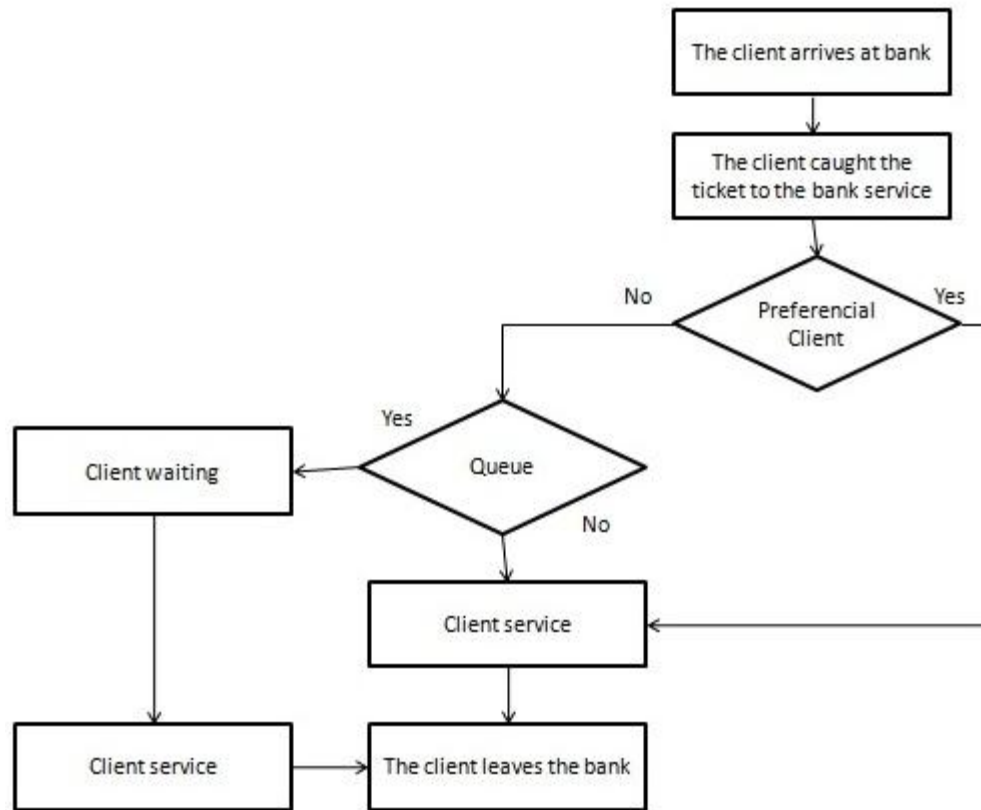 The client arrives at bank
The client caught the
ticket to the bank service
No
Yes
Preferencial
Client
Yes
Client waiting
Queue
No
Client service
Client service
The client leaves the bank